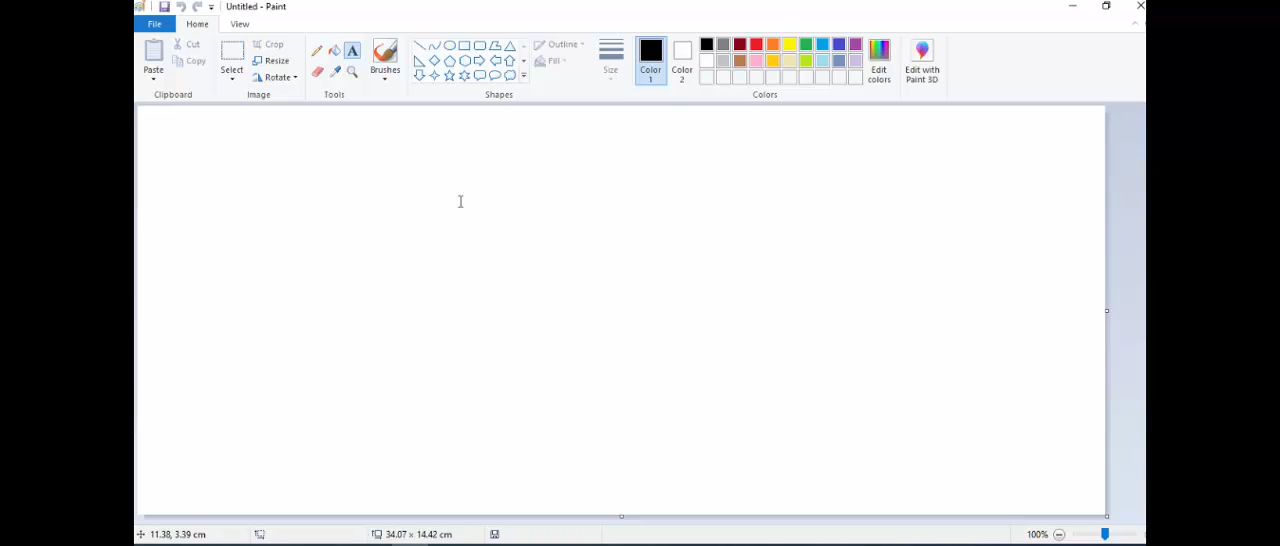 Untitled - Paint
File Home View
Cut
Copy
Paste
Clipboard
Select
Crop
Resize
Rotate
Image
A
Tools
Brushes
Outline
Fill
Shapes
Size
Color 1
Color 2
Colors
Edit colors
Edit with Paint 3D
11.38, 3.39 cm
34.07 × 14.42 cm
100%